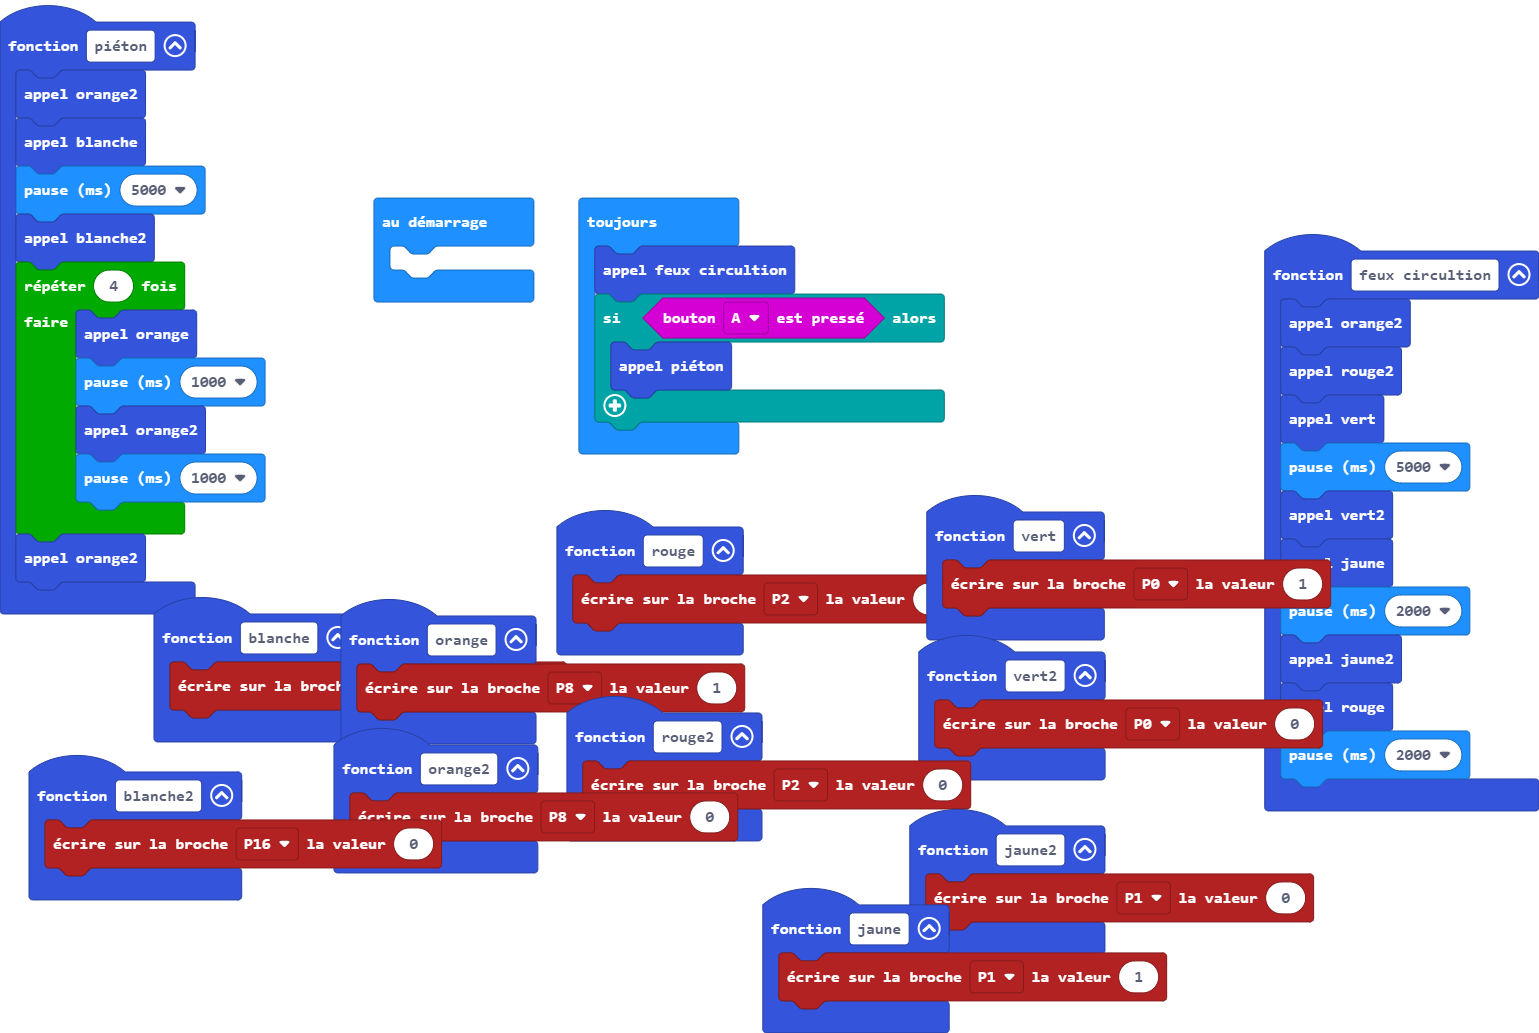 fonction piéton
appel orange2
appel blanche
pause (ms) 5000
appel blanche2
répéter 4 fois
faire
appel orange
pause (ms) 1000
appel orange2
pause (ms) 1000
appel orange2
au démarrage
toujours
appel feux circultion
si bouton A est pressé alors
appel piéton
fonction feux circultion
appel orange2
appel rouge2
appel vert
pause (ms) 5000
appel vert2
jaune
pause (ms) 2000
appel jaune2
rouge
pause (ms) 2000
fonction rouge
écrire sur la broche P2 la valeur
fonction vert
écrire sur la broche P0 la valeur 1
fonction blanche
écrire sur la
fonction orange
écrire sur la broche P8 la valeur 1
fonction vert2
écrire sur la broche P0 la valeur 0
fonction rouge2
écrire sur la broche P2 la valeur 0
fonction orange2
écrire sur la broche P8 la valeur 0
fonction blanche2
écrire sur la broche P16 la valeur 0
fonction jaune2
écrire sur la broche P1 la valeur 0
fonction jaune
écrire sur la broche P1 la valeur 1